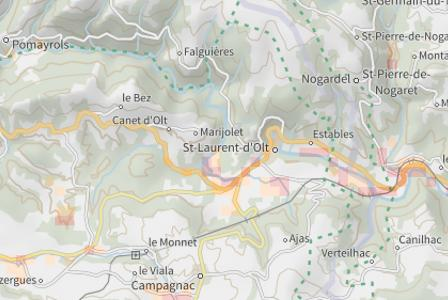 St-Germain-du-
Pomayrols
Falguières
St-Pierre-de-Noga
Monta
Nogardel
St-Pierre-de-
Nogaret
le Bez
Canet d'Olt
Marijolet
Estables
St-Laurent-d'Olt
le
le Monnet
Ajas
Canilhac
Verteilhac
le Viala
zergues
Campagnac